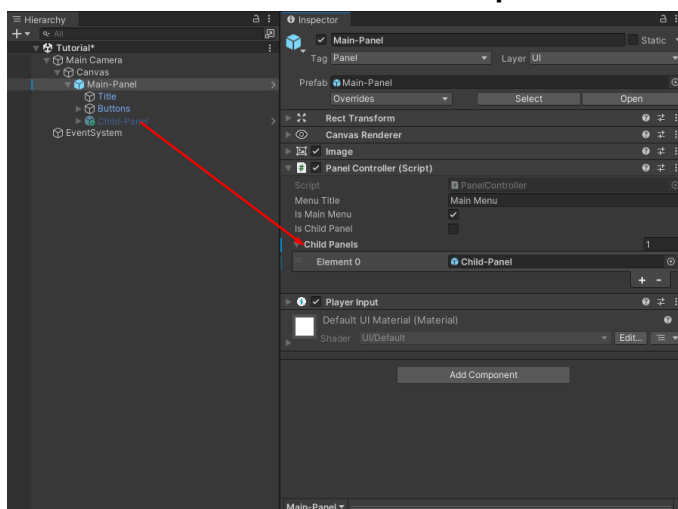 Hierarchy
All
Tutorial*
Main Camera
Canvas
Main-Panel
Title
Buttons
Child-Panel
EventSystem
Inspector
Main-Panel
Static
Tag Panel Layer UI
Prefab Main-Panel
Overrides Select Open
Rect Transform
Canvas Renderer
Image
# Panel Controller (Script)
Script PanelController
Menu Title Main Menu
Is Main Menu
Is Child Panel
Child Panels 1
Element 0 Child-Panel
+ -
Player Input
Default UI Material (Material)
Shader UI/Default Edit...
Add Component
Main-Panel